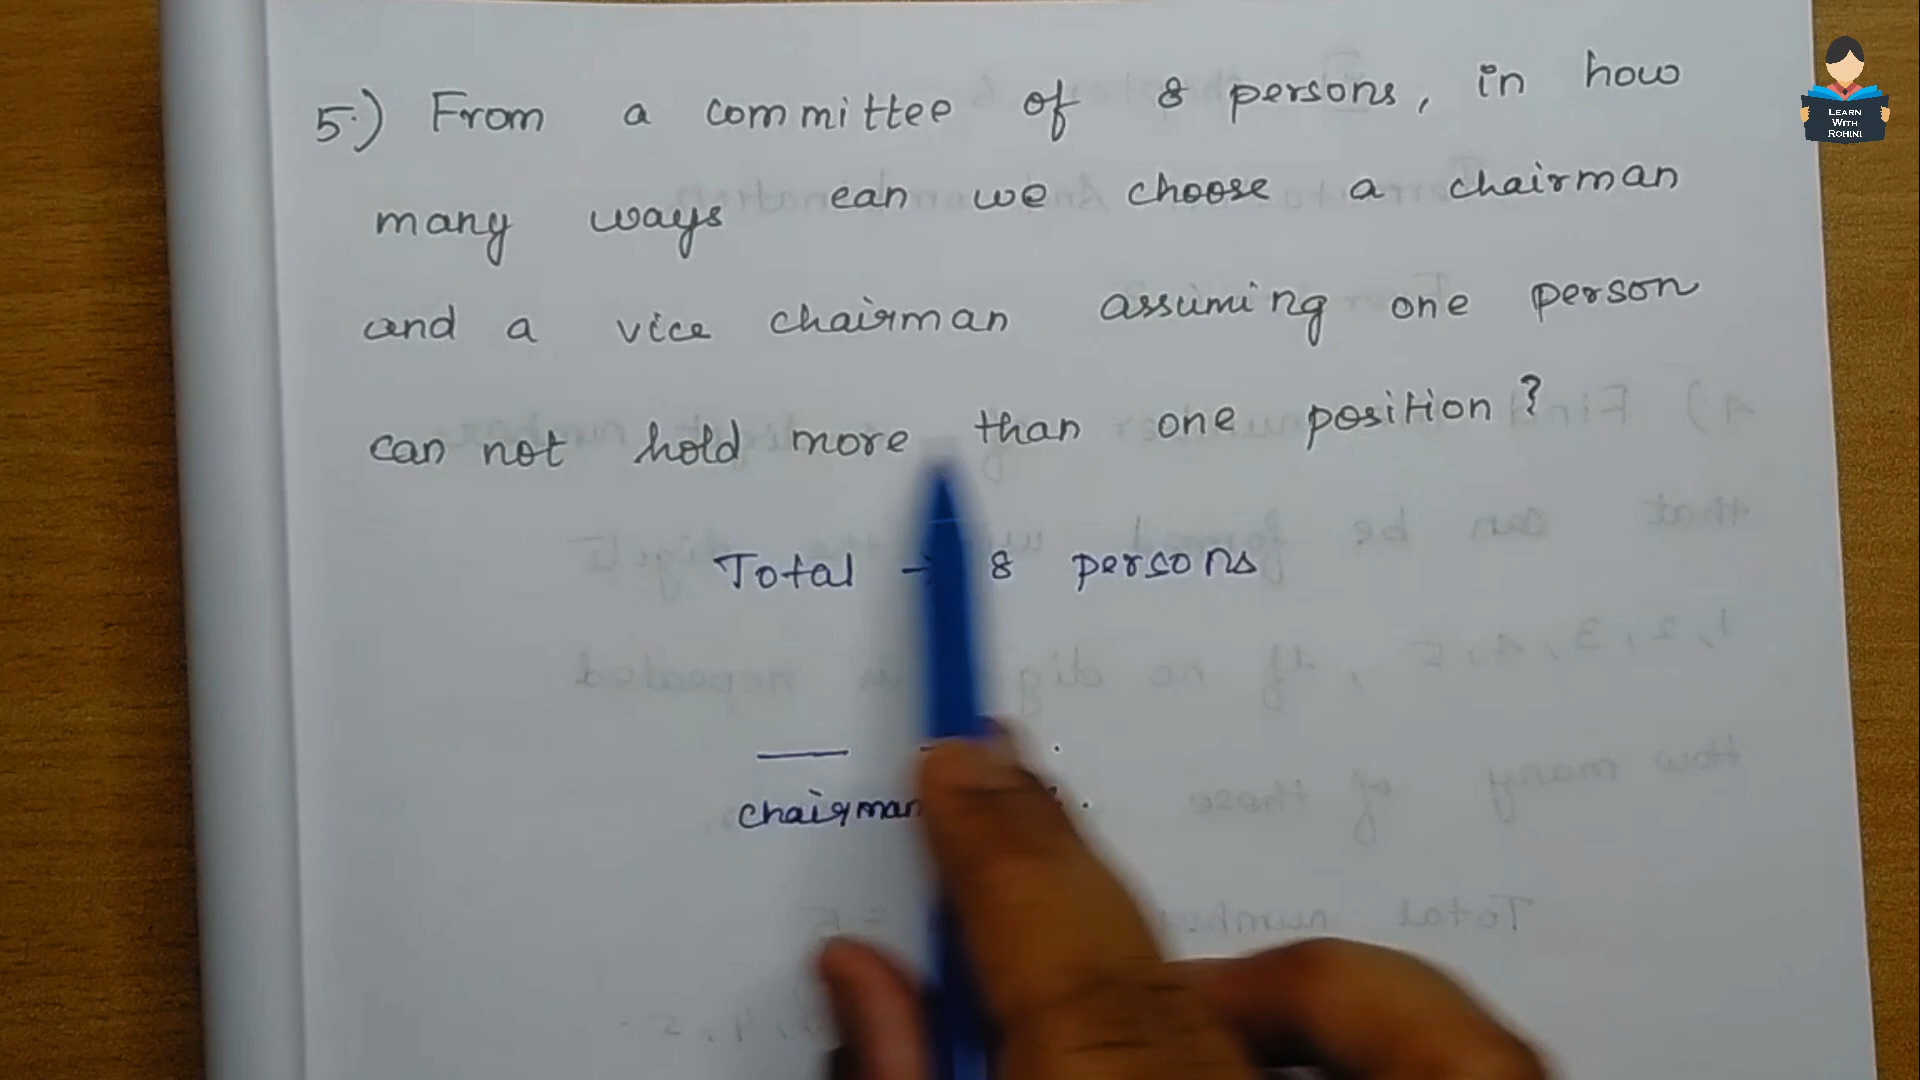 5.) From a committee of 8 persons, in how
many ways can we choose a chairman
and a vice chairman assuming one person
can not hold more than one position?
Total → 8 persons
chairman
LEARN
WITH
ROHINI